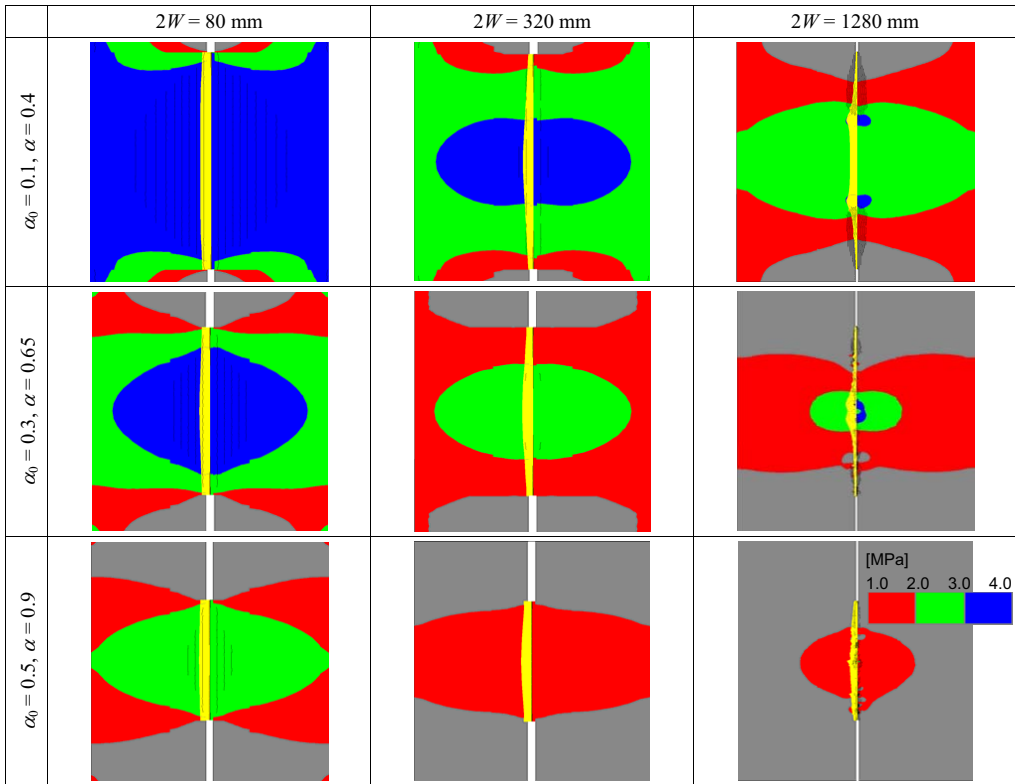 2W = 80 mm
2W = 320 mm
2W = 1280 mm
α₀ = 0.1, α = 0.4
α₀ = 0.3, α = 0.65
α₀ = 0.5, α = 0.9
[MPa]
1.0 2.0 3.0 4.0